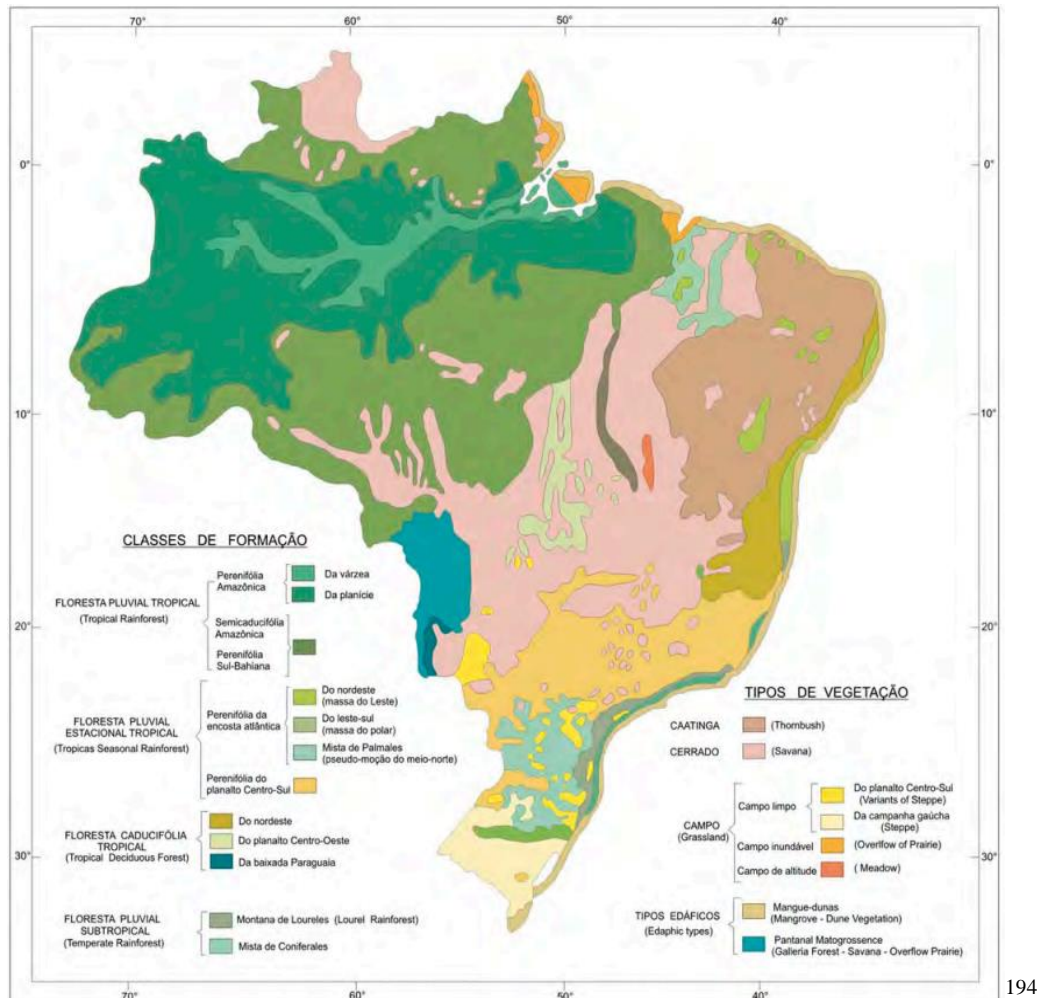 70°
60°
50°
40°
0°
0°
10°
10°
20°
20°
30°
30°
CLASSES DE FORMAÇÃO
FLORESTA PLUVIAL TROPICAL
(Tropical Rainforest)
Perenifólia
Amazônica
Da várzea
Da planície
Semicaducifólia
Amazônica
Perenifólia
Sul-Bahiana
FLORESTA PLUVIAL
ESTACIONAL TROPICAL
(Tropicas Seasonal Rainforest)
Perenifólia da
encosta atlântica
Do nordeste
(massa do Leste)
Do leste-sul
(massa do polar)
Mista de Palmales
(pseudo-moção do meio-norte)
Perenifólia do
planalto Centro-Sul
FLORESTA CADUCIFÓLIA
TROPICAL
(Tropical Deciduous Forest)
Do nordeste
Do planalto Centro-Oeste
Da baixada Paraguaia
FLORESTA PLUVIAL
SUBTROPICAL
(Temperate Rainforest)
Montana de Loureles (Lourel Rainforest)
Mista de Coniferales
TIPOS DE VEGETAÇÃO
CAATINGA
(Thornbush)
CERRADO
(Savana)
CAMPO
(Grassland)
Campo limpo
Do planalto Centro-Sul
(Variants of Steppe)
Da campanha gaúcha
(Steppe)
Campo inundável
(Overflow of Prairie)
Campo de altitude
( Meadow)
TIPOS EDÁFICOS
(Edaphic types)
Mangue-dunas
(Mangrove - Dune Vegetation)
Pantanal Matogrossence
(Galleria Forest - Savana - Overflow Prairie)
70°
60°
50°
40°
194